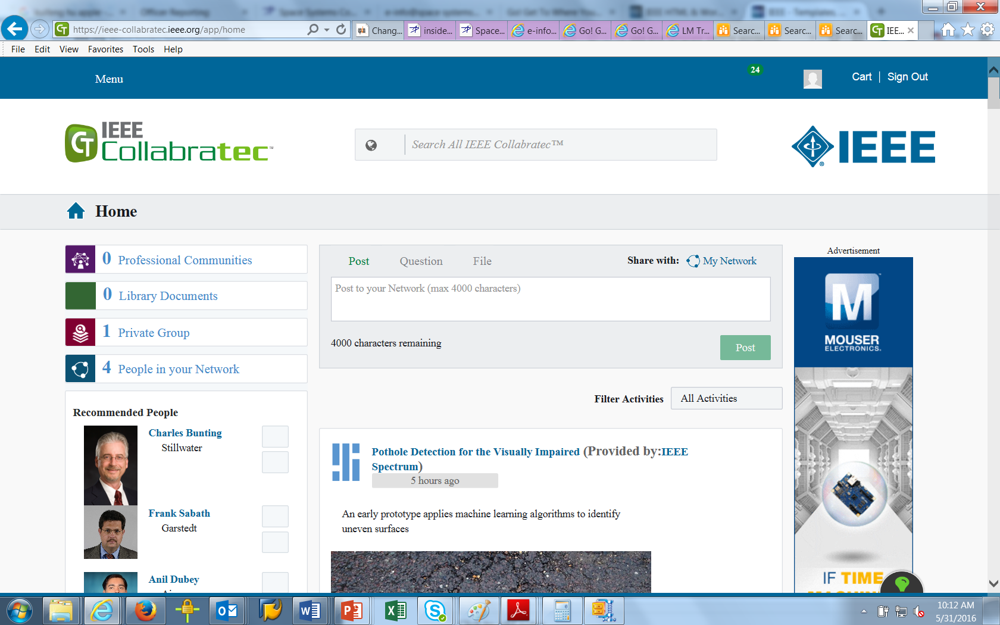 Officer Reporting
Space Systems Co...
https://ieee-collabratec.ieee.org/app/home
Chang...
inside...
Space...
e-info...
Go! G...
Go! G...
LM Tr...
Searc...
Searc...
Searc...
IEE...
File Edit View Favorites Tools Help
Menu
24
Cart | Sign Out
CT IEEE Collabratec™
Search All IEEE Collabratec™
IEEE®
Home
0 Professional Communities
0 Library Documents
1 Private Group
4 People in your Network
Recommended People
Charles Bunting
Stillwater
Frank Sabath
Garstedt
Anil Dubey
Post Question File
Share with: My Network
Post to your Network (max 4000 characters)
4000 characters remaining
Post
Filter Activities All Activities
Pothole Detection for the Visually Impaired (Provided by:IEEE
Spectrum)
5 hours ago
An early prototype applies machine learning algorithms to identify
uneven surfaces
Advertisement
M
MOUSER
ELECTRONICS.
IF TIME
10:12 AM
5/31/2016